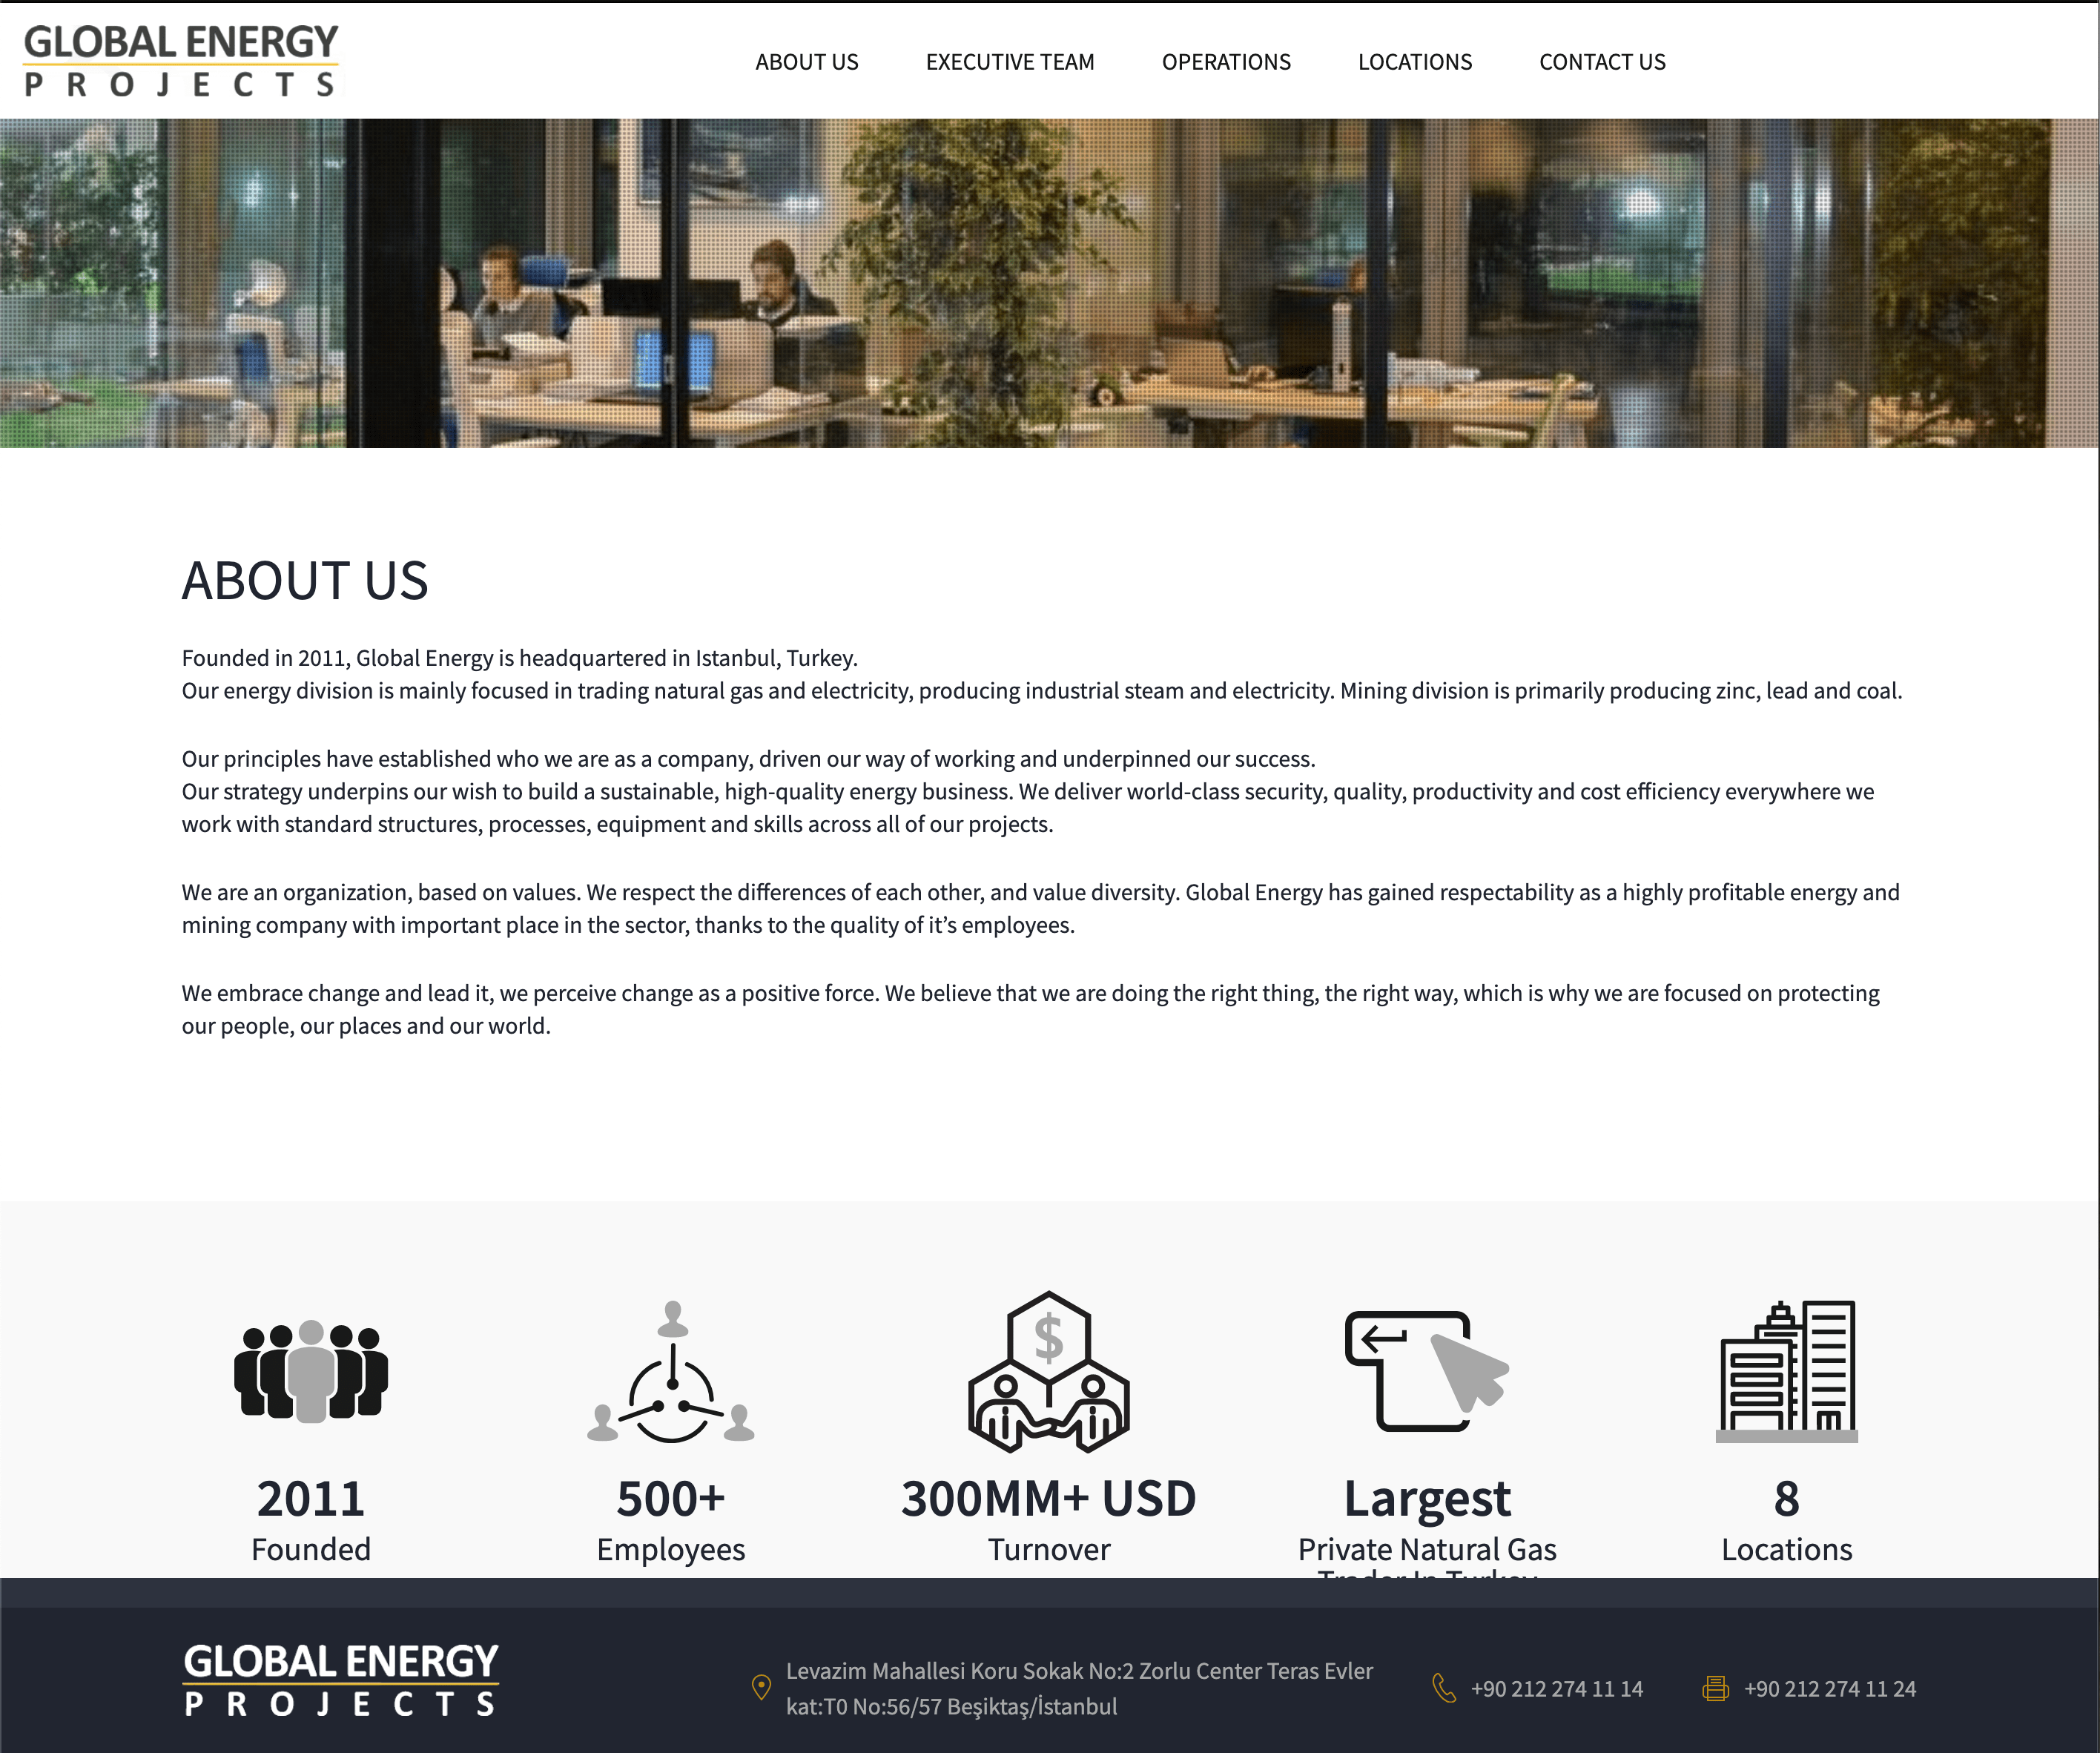 GLOBAL ENERGY
PROJECTS
ABOUT US
EXECUTIVE TEAM
OPERATIONS
LOCATIONS
CONTACT US
ABOUT US
Founded in 2011, Global Energy is headquartered in Istanbul, Turkey.
Our energy division is mainly focused in trading natural gas and electricity, producing industrial steam and electricity. Mining division is primarily producing zinc, lead and coal.
Our principles have established who we are as a company, driven our way of working and underpinned our success.
Our strategy underpins our wish to build a sustainable, high-quality energy business. We deliver world-class security, quality, productivity and cost efficiency everywhere we
work with standard structures, processes, equipment and skills across all of our projects.
We are an organization, based on values. We respect the differences of each other, and value diversity. Global Energy has gained respectability as a highly profitable energy and
mining company with important place in the sector, thanks to the quality of it’s employees.
We embrace change and lead it, we perceive change as a positive force. We believe that we are doing the right thing, the right way, which is why we are focused on protecting
our people, our places and our world.
$
2011
Founded
500+
Employees
300MM+ USD
Turnover
Largest
Private Natural Gas
Trader In Turkey
8
Locations
GLOBAL ENERGY
PROJECTS
Levazim Mahallesi Koru Sokak No:2 Zorlu Center Teras Evler
kat:T0 No:56/57 Beşiktaş/İstanbul
+90 212 274 11 14
+90 212 274 11 24